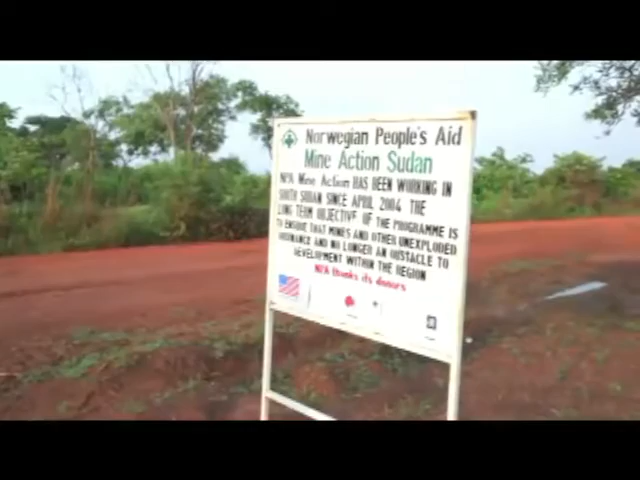 Norwegian People's Aid
Mine Action Sudan
NPA Mine Action HAS BEEN WORKING IN
SOUTH SUDAN SINCE APRIL 2004 THE
LONG TERM OBJECTIVE OF THE PROGRAMME IS
TO ENSURE THAT MINES AND OTHER UNEXPLODED
ORDNANCE AND NO LONGER AN OBSTACLE TO
DEVELOPMENT WITHIN THE REGION
NPA thanks its donors